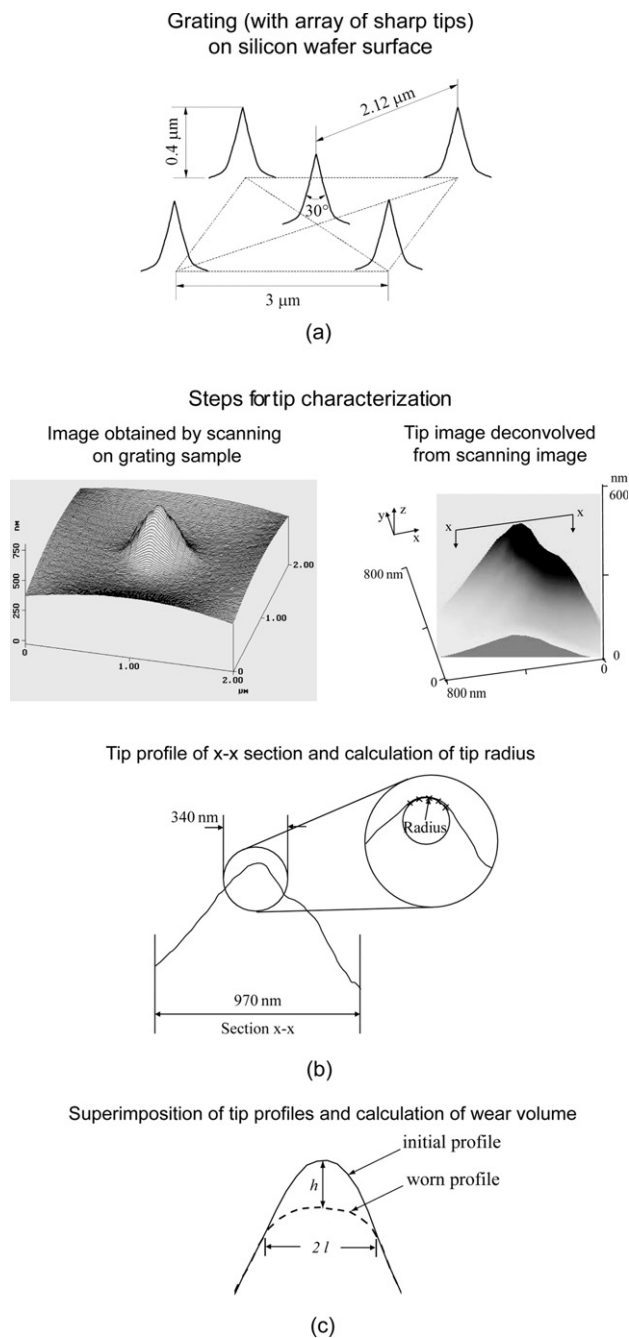 Grating (with array of sharp tips)
on silicon wafer surface
2.12 μm
0.4 μm
30°
3 μm
(a)
Steps for tip characterization
Image obtained by scanning
on grating sample
Tip image deconvolved
from scanning image
nm
750
500
250
0
0
1.00
2.00
μm
0
1.00
2.00
nm
600
0
z
y
x
x
x
800 nm
0
800 nm
0
Tip profile of x-x section and calculation of tip radius
340 nm
Radius
970 nm
Section x-x
(b)
Superimposition of tip profiles and calculation of wear volume
initial profile
h
worn profile
2 l
(c)